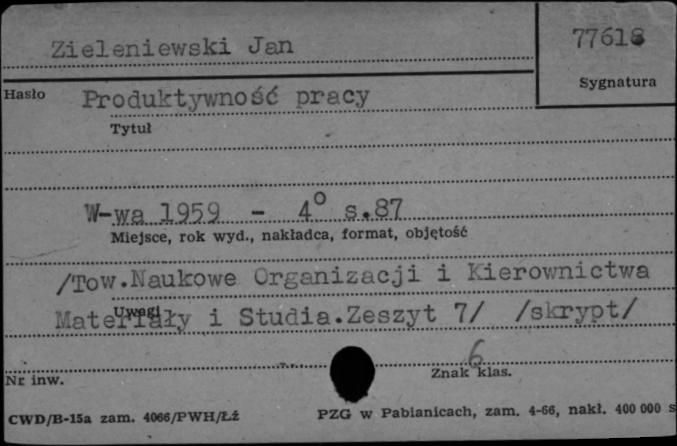 Zieleniewski Jan
77618
Sygnatura
Hasło
Produktywność pracy
Tytuł
W-wa 1959 - 4° s.87
Miejsce, rok wyd., nakładca, format, objętość
/Tow.Naukowe Organizacji i Kierownictwa
Uwagi
Materiały i Studia.Zeszyt 7/ /skrypt/
6
Nr inw.
Znak klas.
CWD/B-15a zam. 4066/PWH/Łź
PZG w Pabianicach, zam. 4-66, nakł. 400 000 s